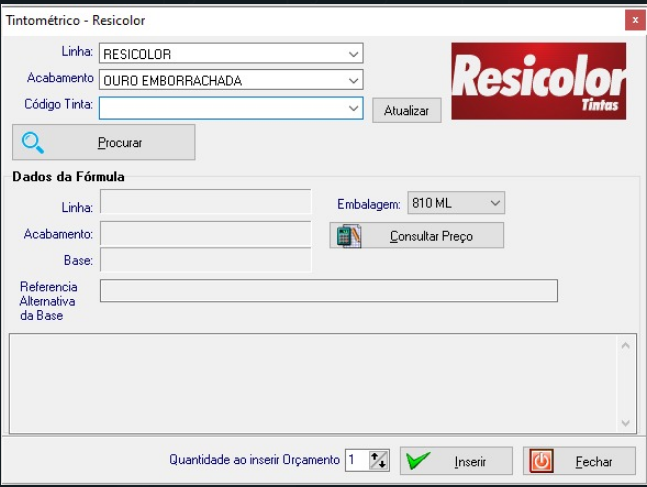 Tintométrico - Resicolor
x
Linha: RESICOLOR
Acabamento OURO EMBORRACHADA
Código Tinta:
Atualizar
Resicolor
Tintas
Procurar
Dados da Fórmula
Linha:
Embalagem: 810 ML
Acabamento:
Consultar Preço
Base:
Referencia
Alternativa
da Base
Quantidade ao inserir Orçamento 1
Inserir
Fechar